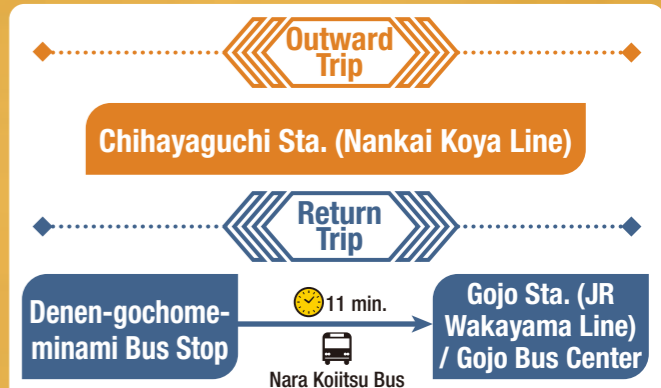 Outward
Trip
Chihayaguchi Sta. (Nankai Koya Line)
Return
Trip
Denen-gochome-
minami Bus Stop
11 min.
Nara Kojitsu Bus
Gojo Sta. (JR
Wakayama Line)
/ Gojo Bus Center